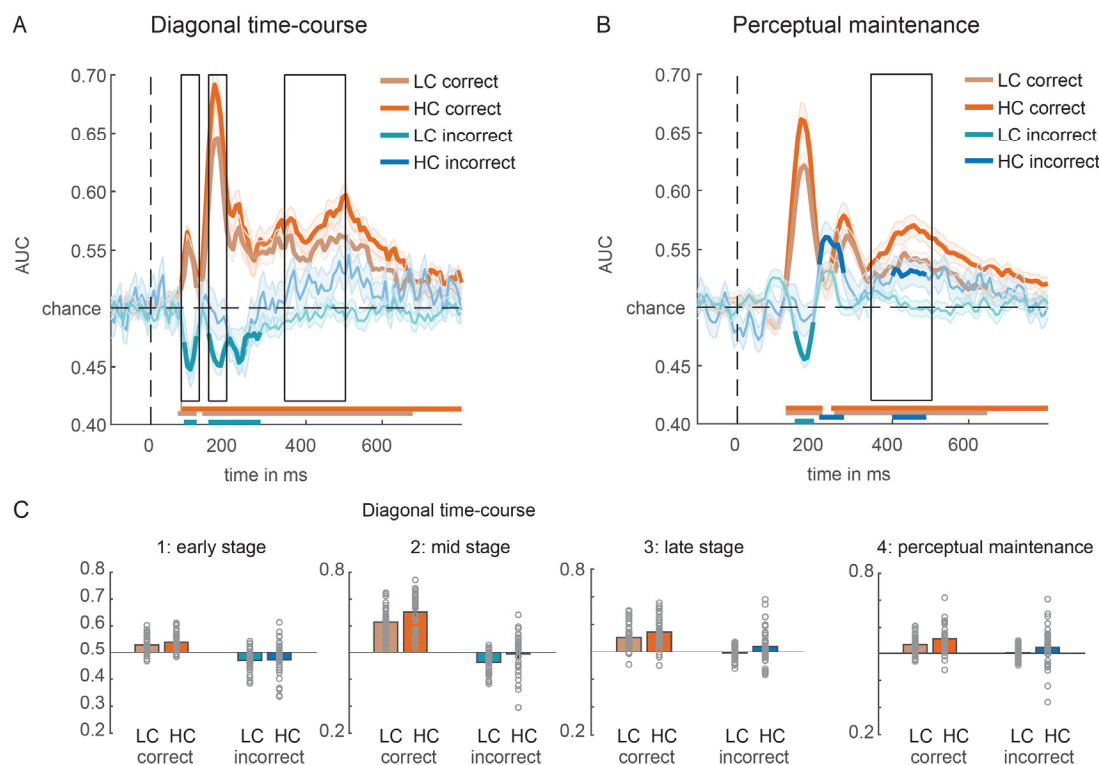 A
Diagonal time-course
0.70
0.65
0.60
0.55
chance
0.45
0.40
AUC
0
200
400
600
time in ms
LC correct
HC correct
LC incorrect
HC incorrect
B
Perceptual maintenance
0.70
0.65
0.60
0.55
chance
0.45
0.40
AUC
0
200
400
600
time in ms
LC correct
HC correct
LC incorrect
HC incorrect
C
Diagonal time-course
1: early stage
0.8
0.7
0.6
0.5
0.4
0.3
0.2
LC HC LC HC
correct incorrect
2: mid stage
0.8
0.2
LC HC LC HC
correct incorrect
3: late stage
0.8
0.2
LC HC LC HC
correct incorrect
4: perceptual maintenance
0.8
0.2
LC HC LC HC
correct incorrect